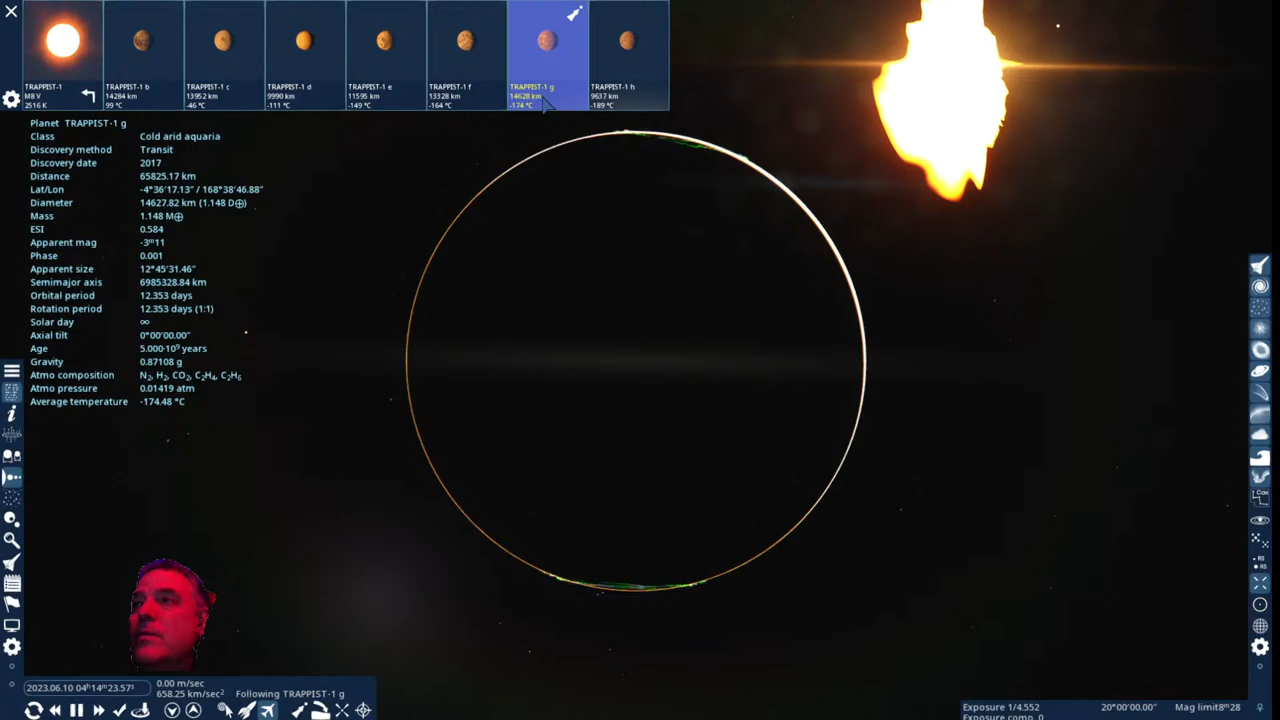 TRAPPIST-1
M8 V
2516 K
TRAPPIST-1 b
14284 km
99 °C
TRAPPIST-1 c
13952 km
-46 °C
TRAPPIST-1 d
9990 km
-111 °C
TRAPPIST-1 e
11595 km
-149 °C
TRAPPIST-1 f
13328 km
-164 °C
TRAPPIST-1 g
14628 km
-174 °C
TRAPPIST-1 h
9637 km
-189 °C
Planet TRAPPIST-1 g
Class Cold arid aquaria
Discovery method Transit
Discovery date 2017
Distance 65825.17 km
Lat/Lon -4°36'17.13" / 168°38'46.88"
Diameter 14627.82 km (1.148 D⊕)
Mass 1.148 M⊕
ESI 0.584
Apparent mag -3ᵐ11
Phase 0.001
Apparent size 12°45'31.46"
Semimajor axis 6985328.84 km
Orbital period 12.353 days
Rotation period 12.353 days (1:1)
Solar day ∞
Axial tilt 0°00'00.00"
Age 5.000·10⁹ years
Gravity 0.87108 g
Atmo composition N₂, H₂, CO₂, C₂H₄, C₂H₆
Atmo pressure 0.01419 atm
Average temperature -174.48 °C
RS
RS
2023.06.10 04ʰ14ᵐ23.57ˢ
0.00 m/sec
658.25 km/sec²
Following TRAPPIST-1 g
Exposure 1/4.552 20°00'00.00" Mag limit 8ᵐ28
Exposure comp. 0